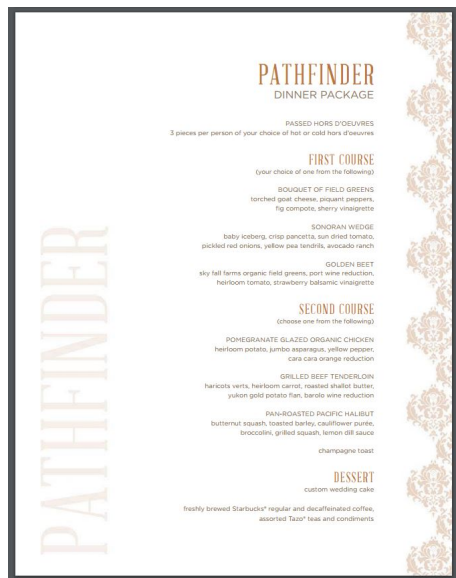 PATHFINDER
DINNER PACKAGE
PASSED HORS D'OEUVRES
3 pieces per person of your choice of hot or cold hors d'oeuvres
FIRST COURSE
(your choice of one from the following)
BOUQUET OF FIELD GREENS
torched goat cheese, piquant peppers,
fig compote, sherry vinaigrette
SONORAN WEDGE
baby iceberg, crisp pancetta, sun dried tomato,
pickled red onions, yellow pea tendrils, avocado ranch
GOLDEN BEET
sky fall farms organic field greens, port wine reduction,
heirloom tomato, strawberry balsamic vinaigrette
SECOND COURSE
(choose one from the following)
POMEGRANATE GLAZED ORGANIC CHICKEN
heirloom potato, jumbo asparagus, yellow pepper,
cara cara orange reduction
GRILLED BEEF TENDERLOIN
haricots verts, heirloom carrot, roasted shallot butter,
yukon gold potato flan, barolo wine reduction
PAN-ROASTED PACIFIC HALIBUT
butternut squash, toasted barley, cauliflower purée,
broccolini, grilled squash, lemon dill sauce
champagne toast
DESSERT
custom wedding cake
freshly brewed Starbucks® regular and decaffeinated coffee,
assorted Tazo® teas and condiments
PATHFINDER